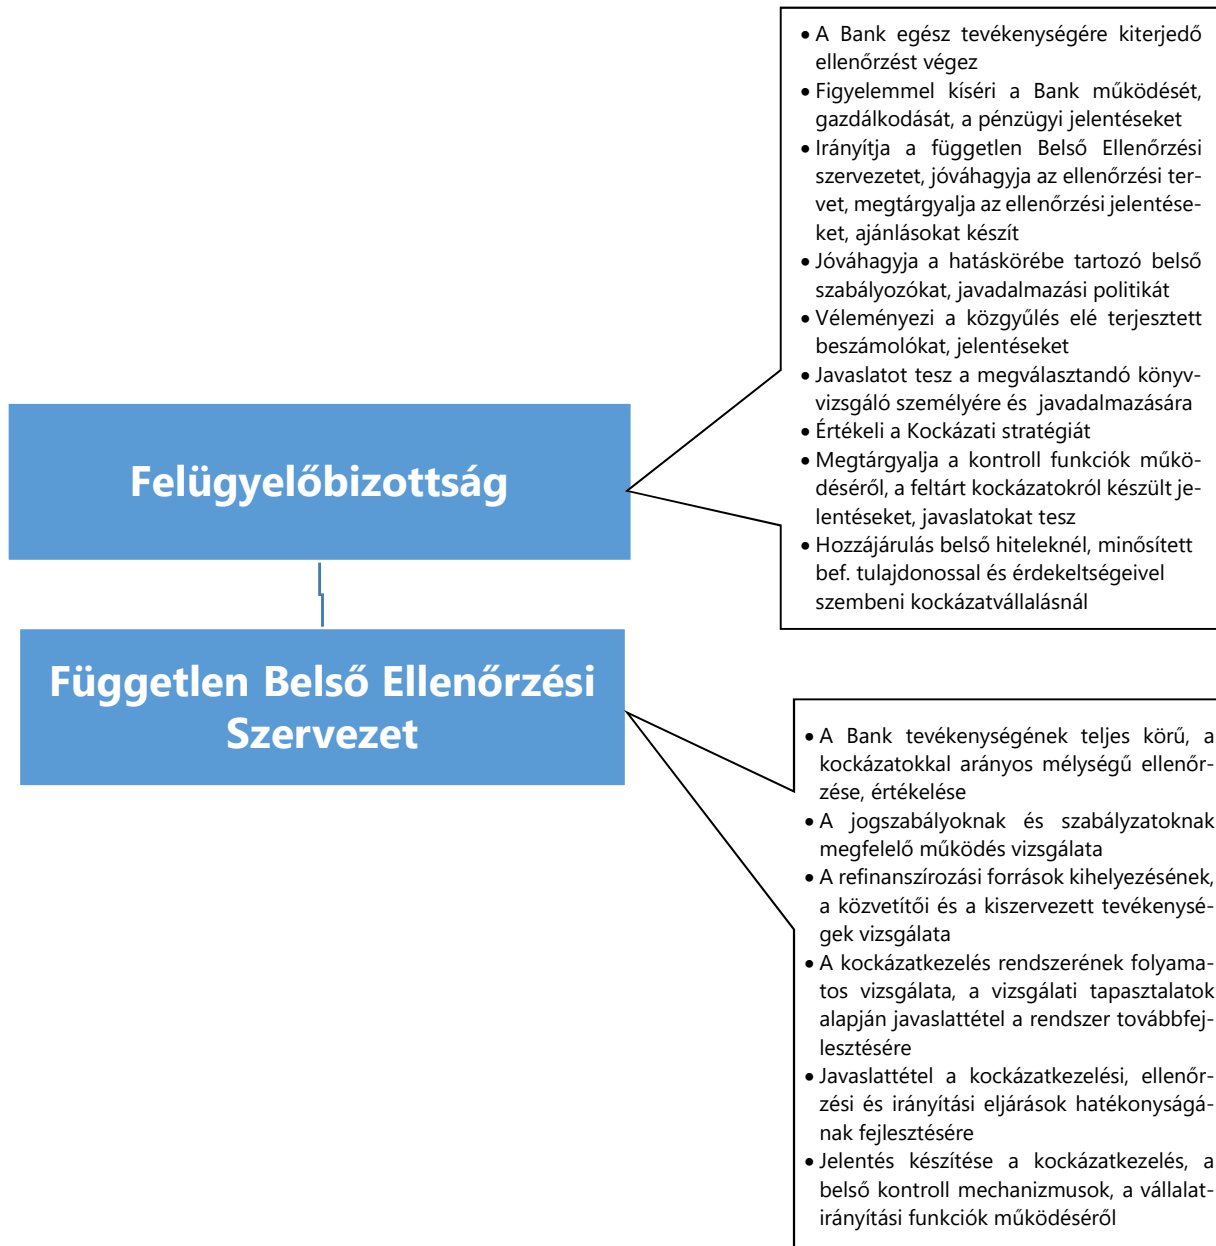 • A Bank egész tevékenységére kiterjedő
ellenőrzést végez
• Figyelemmel kíséri a Bank működését,
gazdálkodását, a pénzügyi jelentéseket
• Irányítja a független Belső Ellenőrzési
szervezetet, jóváhagyja az ellenőrzési ter-
vet, megtárgyalja az ellenőrzési jelentése-
ket, ajánlásokat készít
• Jóváhagyja a hatáskörébe tartozó belső
szabályozókat, javadalmazási politikát
• Véleményezi a közgyűlés elé terjesztett
beszámolókat, jelentéseket
• Javaslatot tesz a megválasztandó könyv-
vizsgáló személyére és javadalmazására
• Értékeli a Kockázati stratégiát
• Megtárgyalja a kontroll funkciók műkö-
déséről, a feltárt kockázatokról készült je-
lentéseket, javaslatokat tesz
• Hozzájárulás belső hiteleknél, minősített
bef. tulajdonossal és érdekeltségeivel
szembeni kockázatvállalásnál
Felügyelőbizottság
Független Belső Ellenőrzési
Szervezet
• A Bank tevékenységének teljes körű, a
kockázatokkal arányos mélységű ellenőr-
zése, értékelése
• A jogszabályoknak és szabályzatoknak
megfelelő működés vizsgálata
• A refinanszírozási források kihelyezésének,
a közvetítői és a kiszervezett tevékenysé-
gek vizsgálata
• A kockázatkezelés rendszerének folyama-
tos vizsgálata, a vizsgálati tapasztalatok
alapján javaslattétel a rendszer továbbfej-
lesztésére
• Javaslattétel a kockázatkezelési, ellenőr-
zési és irányítási eljárások hatékonyságá-
nak fejlesztésére
• Jelentés készítése a kockázatkezelés, a
belső kontroll mechanizmusok, a vállalat-
irányítási funkciók működéséről